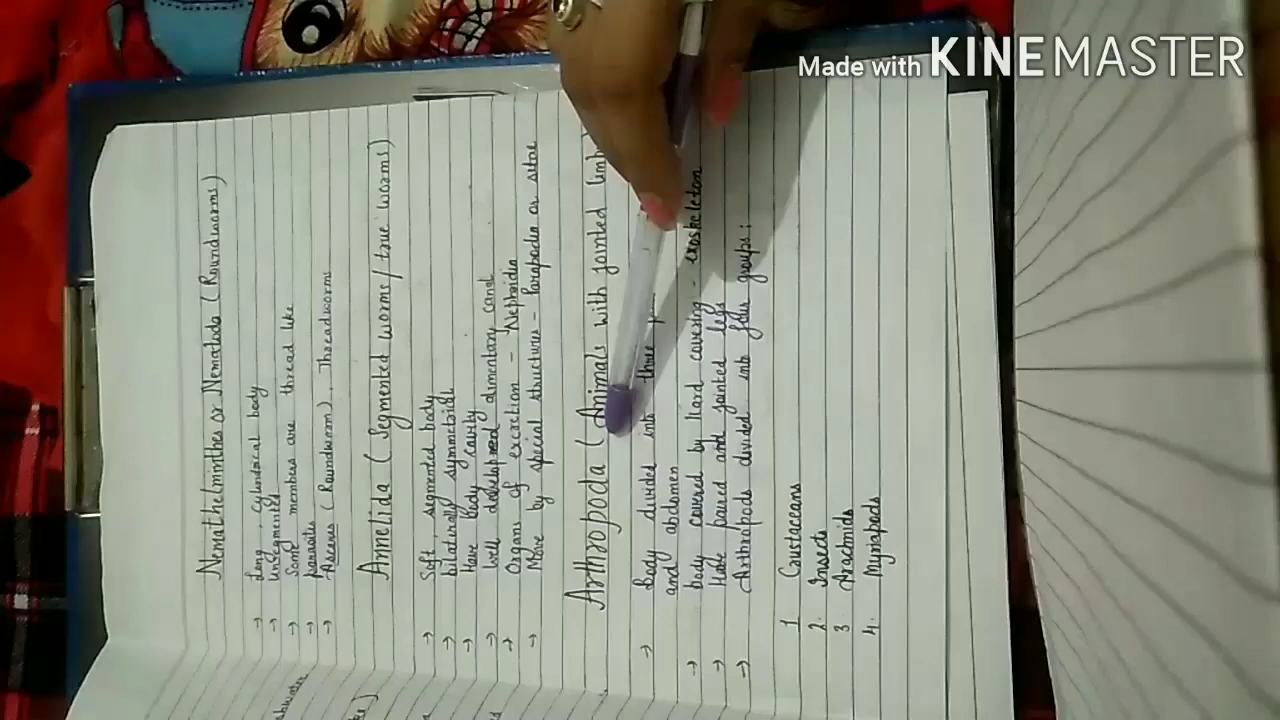 Made with KINEMASTER
Nemathelminthes or Nematoda (Roundworms)
→ Long, cylindrical body
→ Unsegmented
→ Some members are thread like
→ parasite
→ Ascaris (Roundworm), Threadworms
Annelida (Segmented worms/true worms)
→ Soft, segmented body
→ bilaterally symmetrical
→ Have body cavity
→ Well developed alimentary canal
→ Organs of excretion - Nephridia
→ Move by special structures - Parapodia or setae
Arthropoda (Animals with jointed limb
→ Body divided into three
and abdomen
→ body covered by hard covering - exoskeleton
→ Have paired and jointed legs
→ Arthropods divided into four groups:
1. Crustaceans
2. Insects
3 Arachnids
4. Myriapods